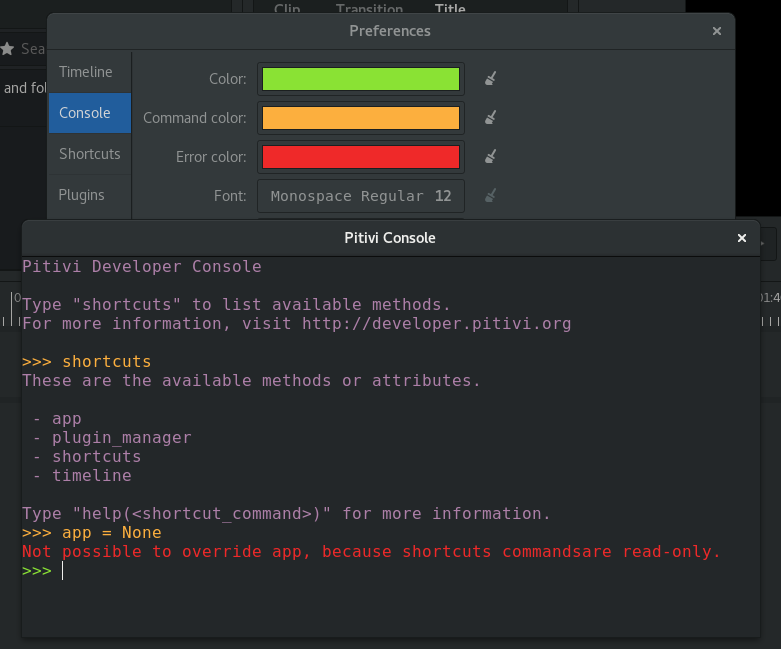 Clip Transition Title
Preferences ×
Sea
and fol
Timeline
Color:
Console
Command color:
Shortcuts
Error color:
Plugins
Font: Monospace Regular 12
Pitivi Console ×
Pitivi Developer Console
Type "shortcuts" to list available methods.
For more information, visit http://developer.pitivi.org
>>> shortcuts
These are the available methods or attributes.
- app
- plugin_manager
- shortcuts
- timeline
Type "help(<shortcut_command>)" for more information.
>>> app = None
Not possible to override app, because shortcuts commandsare read-only.
>>>